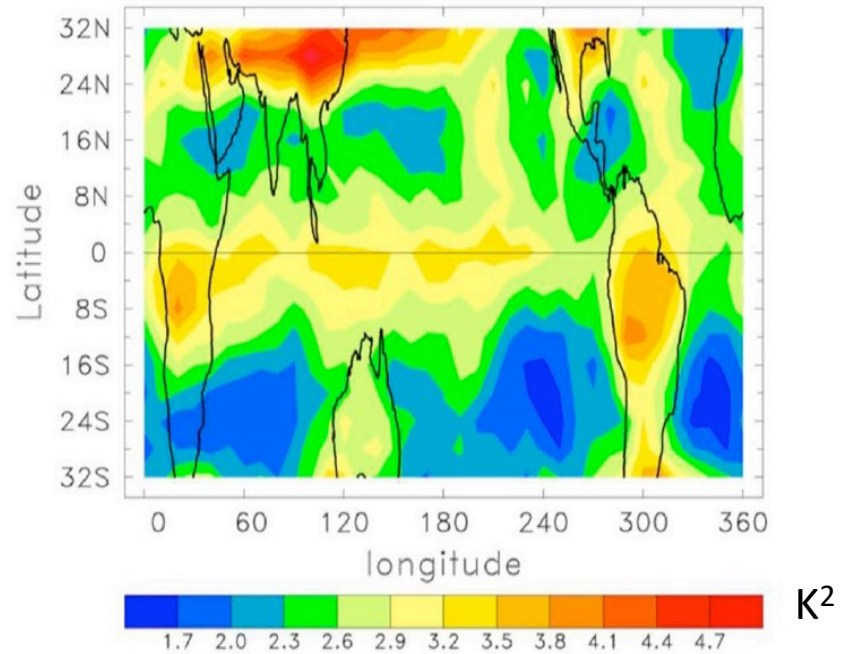 32N
24N
16N
8N
0
8S
16S
24S
32S
Latitude
0 60 120 180 240 300 360
longitude
1.7 2.0 2.3 2.6 2.9 3.2 3.5 3.8 4.1 4.4 4.7
K²